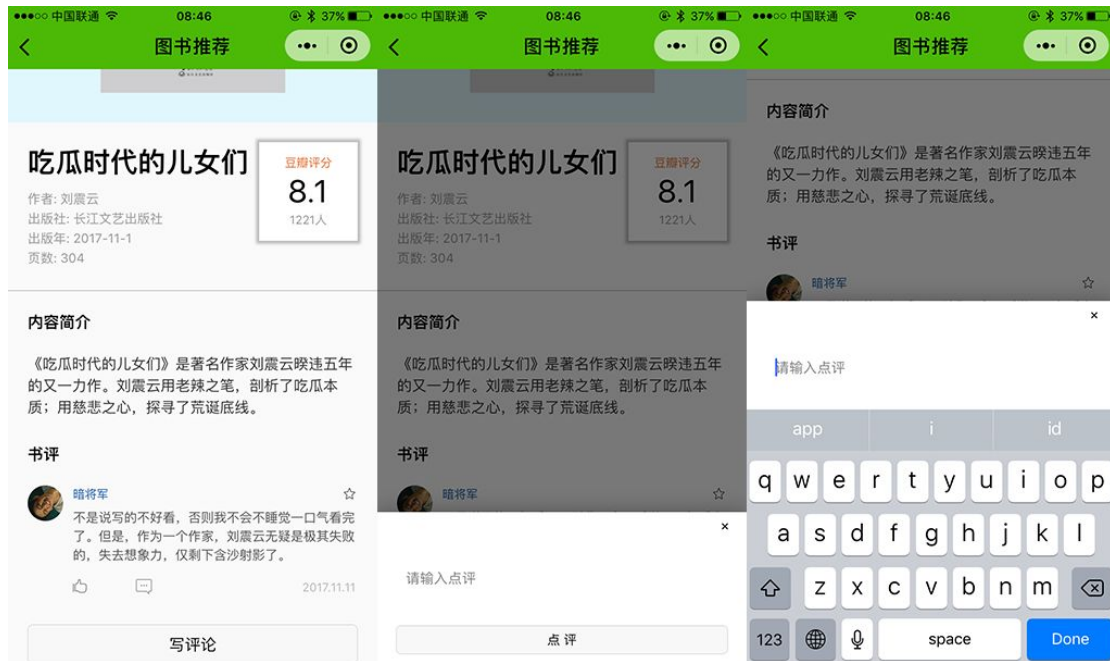 中国联通
08:46
37%
图书推荐
吃瓜时代的儿女们
豆瓣评分
8.1
1221人
作者: 刘震云
出版社: 长江文艺出版社
出版年: 2017-11-1
页数: 304
内容简介
《吃瓜时代的儿女们》是著名作家刘震云暌违五年
的又一力作。刘震云用老辣之笔，剖析了吃瓜本
质；用慈悲之心，探寻了荒诞底线。
书评
暗将军
不是说写的不好看，否则我不会不睡觉一口气看完
了。但是，作为一个作家，刘震云无疑是极其失败
的，失去想象力，仅剩下含沙射影了。
2017.11.11
写评论
中国联通
08:46
37%
图书推荐
吃瓜时代的儿女们
豆瓣评分
8.1
1221人
作者: 刘震云
出版社: 长江文艺出版社
出版年: 2017-11-1
页数: 304
内容简介
《吃瓜时代的儿女们》是著名作家刘震云暌违五年
的又一力作。刘震云用老辣之笔，剖析了吃瓜本
质；用慈悲之心，探寻了荒诞底线。
书评
暗将军
×
请输入点评
点 评
中国联通
08:46
37%
图书推荐
内容简介
《吃瓜时代的儿女们》是著名作家刘震云暌违五年
的又一力作。刘震云用老辣之笔，剖析了吃瓜本
质；用慈悲之心，探寻了荒诞底线。
书评
暗将军
×
请输入点评
app i id
q w e r t y u i o p
a s d f g h j k l
z x c v b n m
123 space Done